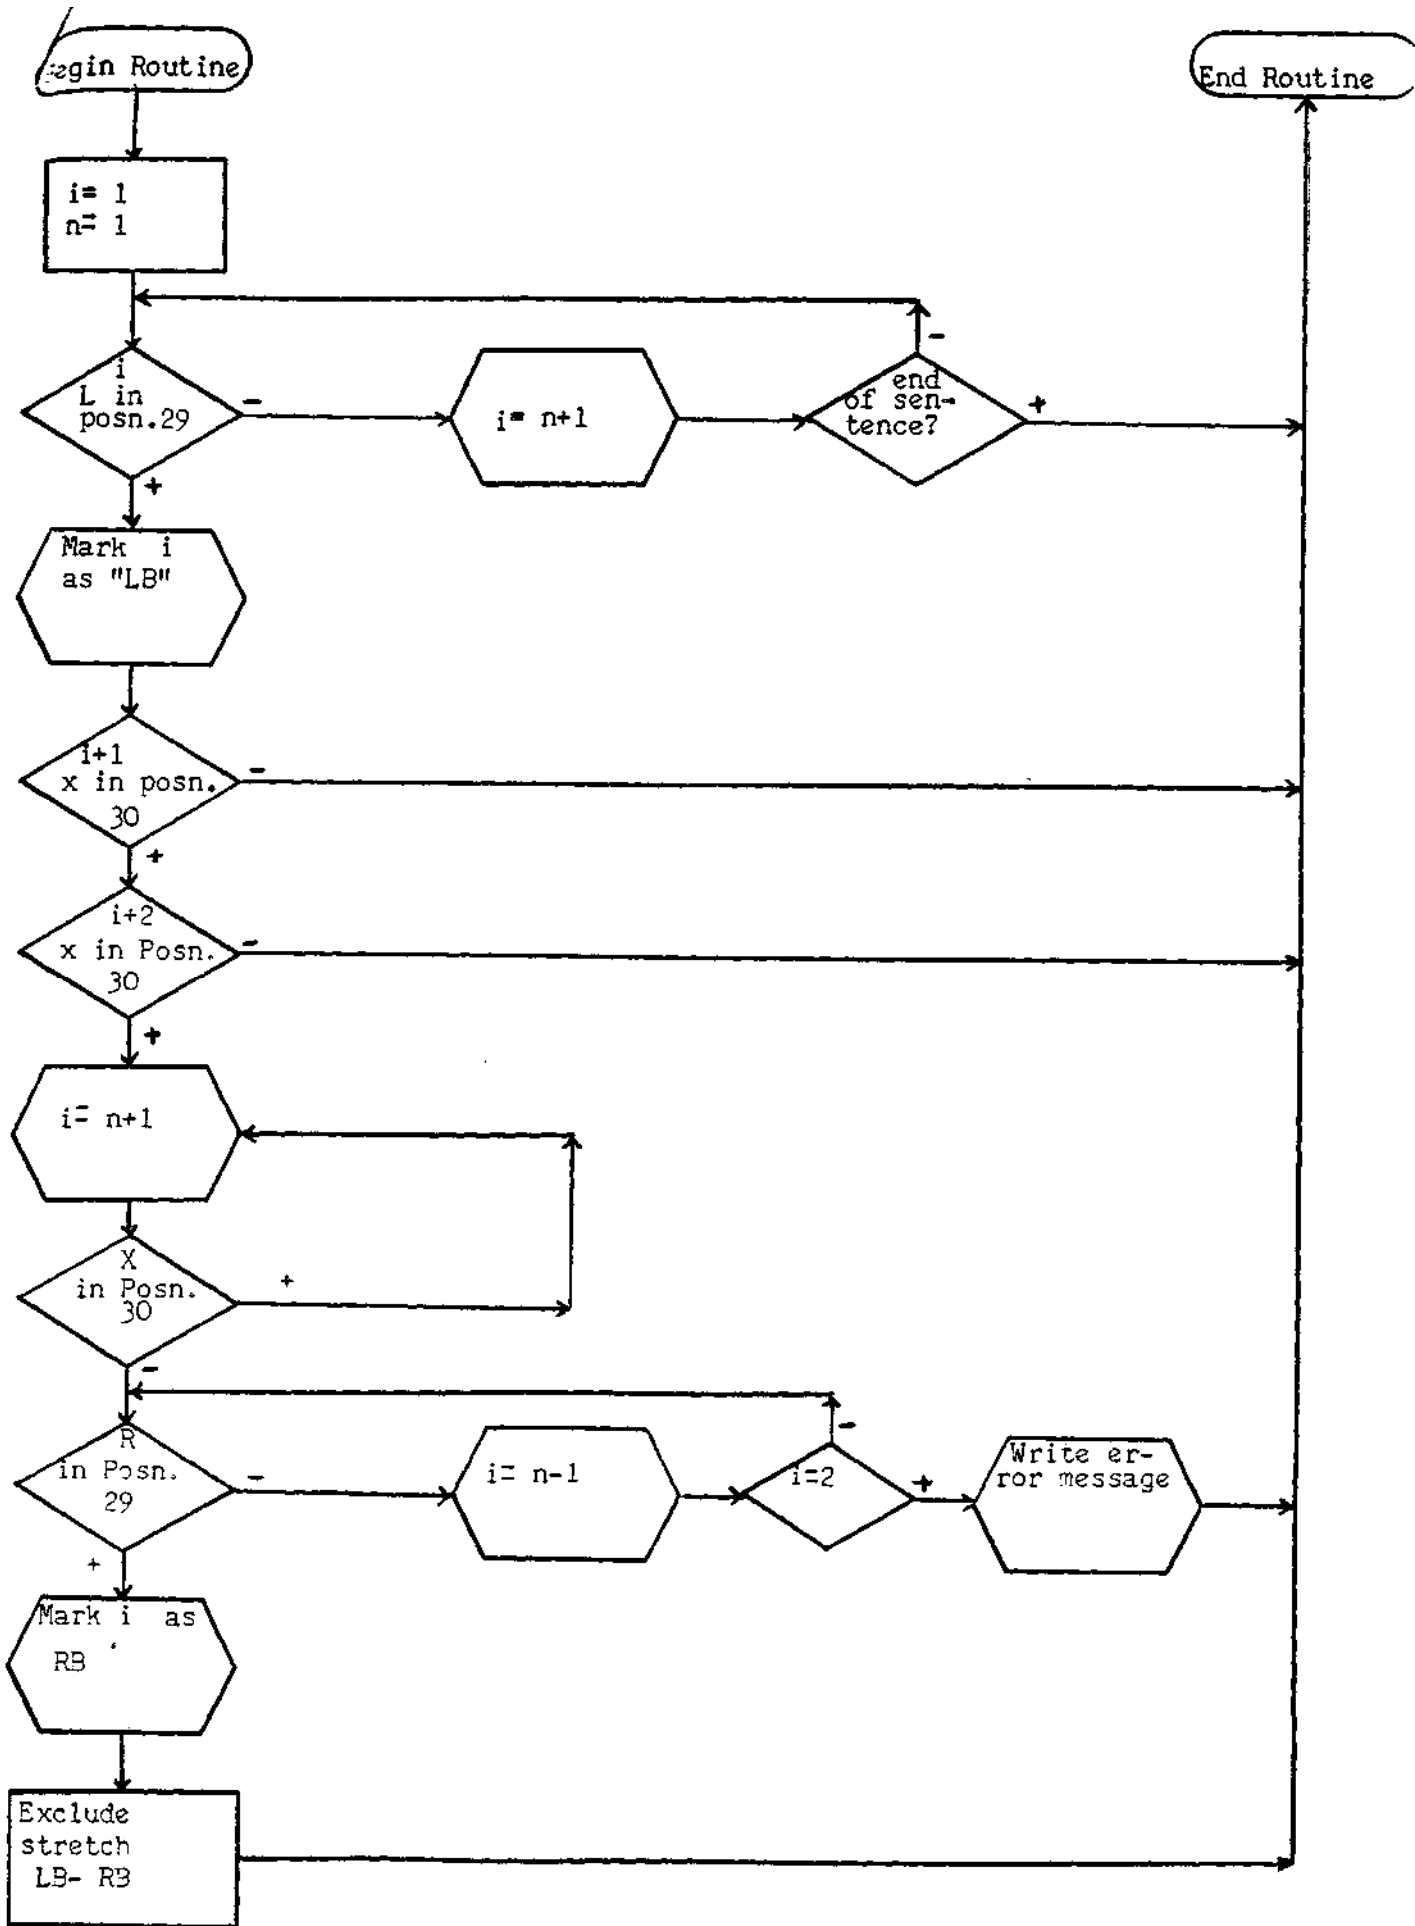 egin Routine
End Routine
i= 1
n= 1
i
L in
posn.29
-
+
i= n+1
end
of sen-
tence?
-
+
Mark i
as "LB"
i+1
x in posn.
30
-
+
i+2
x in Posn.
30
-
+
i= n+1
X
in Posn.
30
+
-
R
in Posn.
29
-
+
i= n-1
i=2
-
+
Write er-
ror message
Mark i as
RB
Exclude
stretch
LB- RB